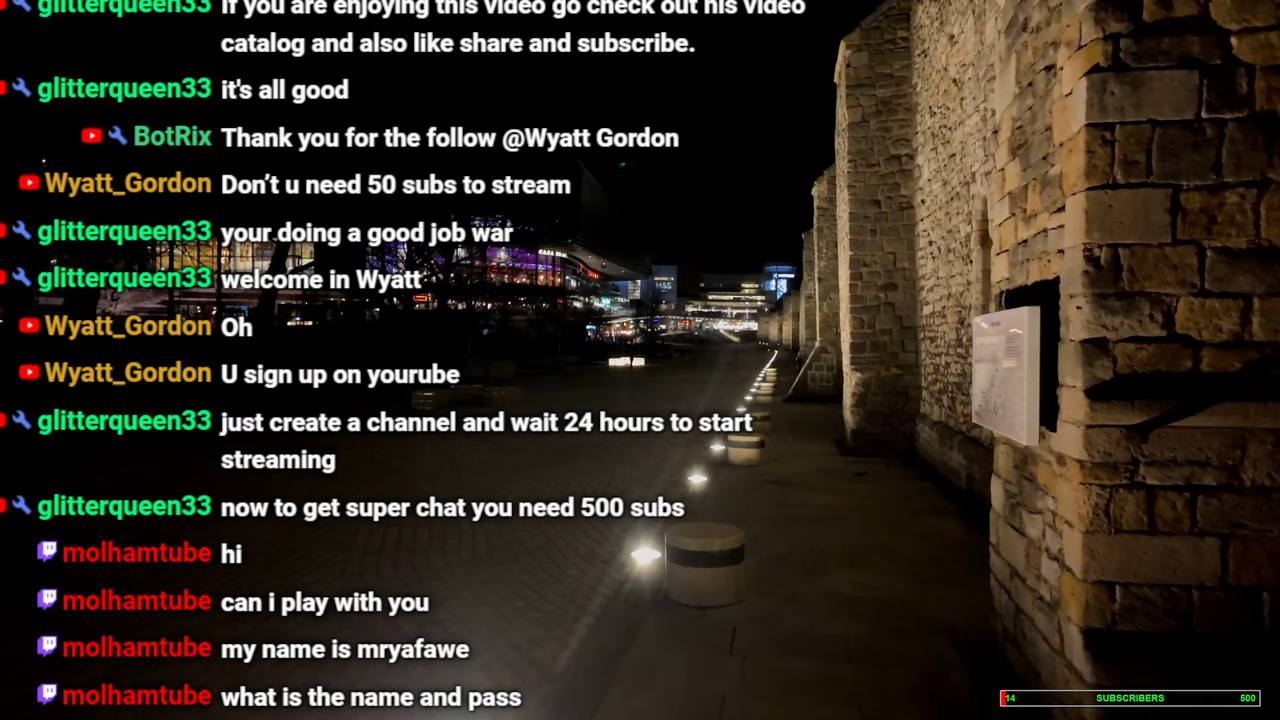 glitterqueen33 If you are enjoying this video go check out his video
catalog and also like share and subscribe.
glitterqueen33 it's all good
BotRix Thank you for the follow @Wyatt Gordon
Wyatt_Gordon Don't u need 50 subs to stream
glitterqueen33 your doing a good job war
glitterqueen33 welcome in Wyatt
M&S
Wyatt_Gordon Oh
Wyatt_Gordon U sign up on yourube
glitterqueen33 just create a channel and wait 24 hours to start
streaming
glitterqueen33 now to get super chat you need 500 subs
molhamtube hi
molhamtube can i play with you
molhamtube my name is mryafawe
molhamtube what is the name and pass
14 SUBSCRIBERS 500